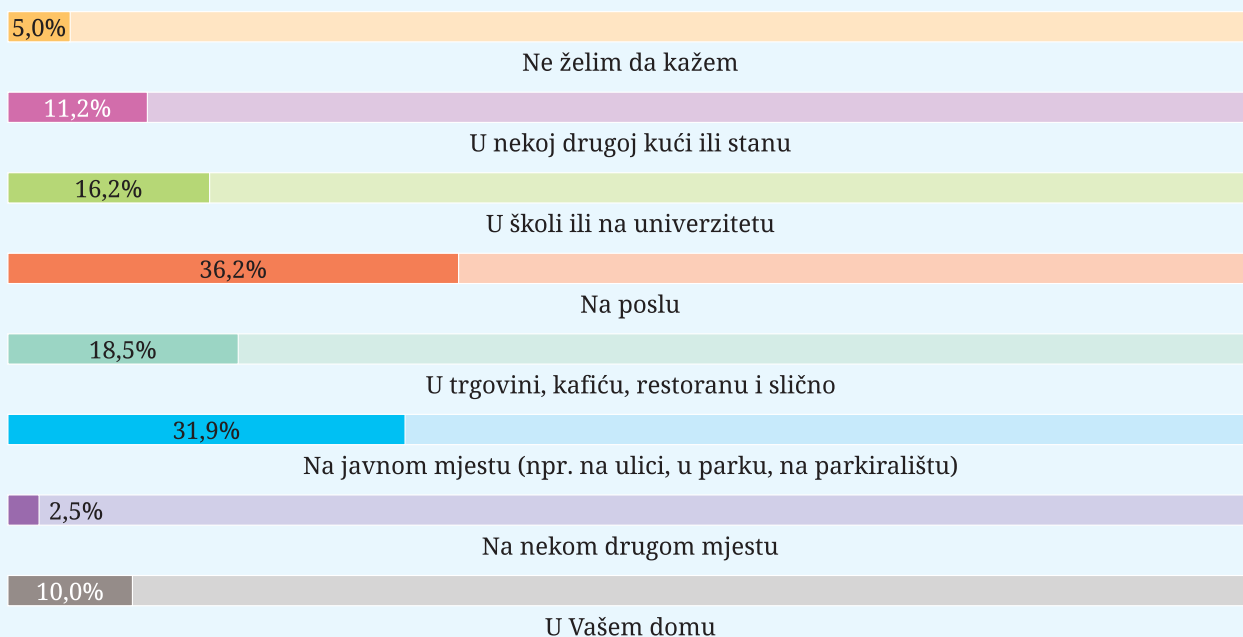 5,0%
Ne želim da kažem
11,2%
U nekoj drugoj kući ili stanu
16,2%
U školi ili na univerzitetu
36,2%
Na poslu
18,5%
U trgovini, kafiću, restoranu i slično
31,9%
Na javnom mjestu (npr. na ulici, u parku, na parkiralištu)
2,5%
Na nekom drugom mjestu
10,0%
U Vašem domu